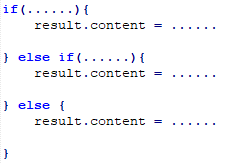 if(......){
    result.content = ......

} else if(......){
    result.content = ......

} else {
    result.content = ......

}